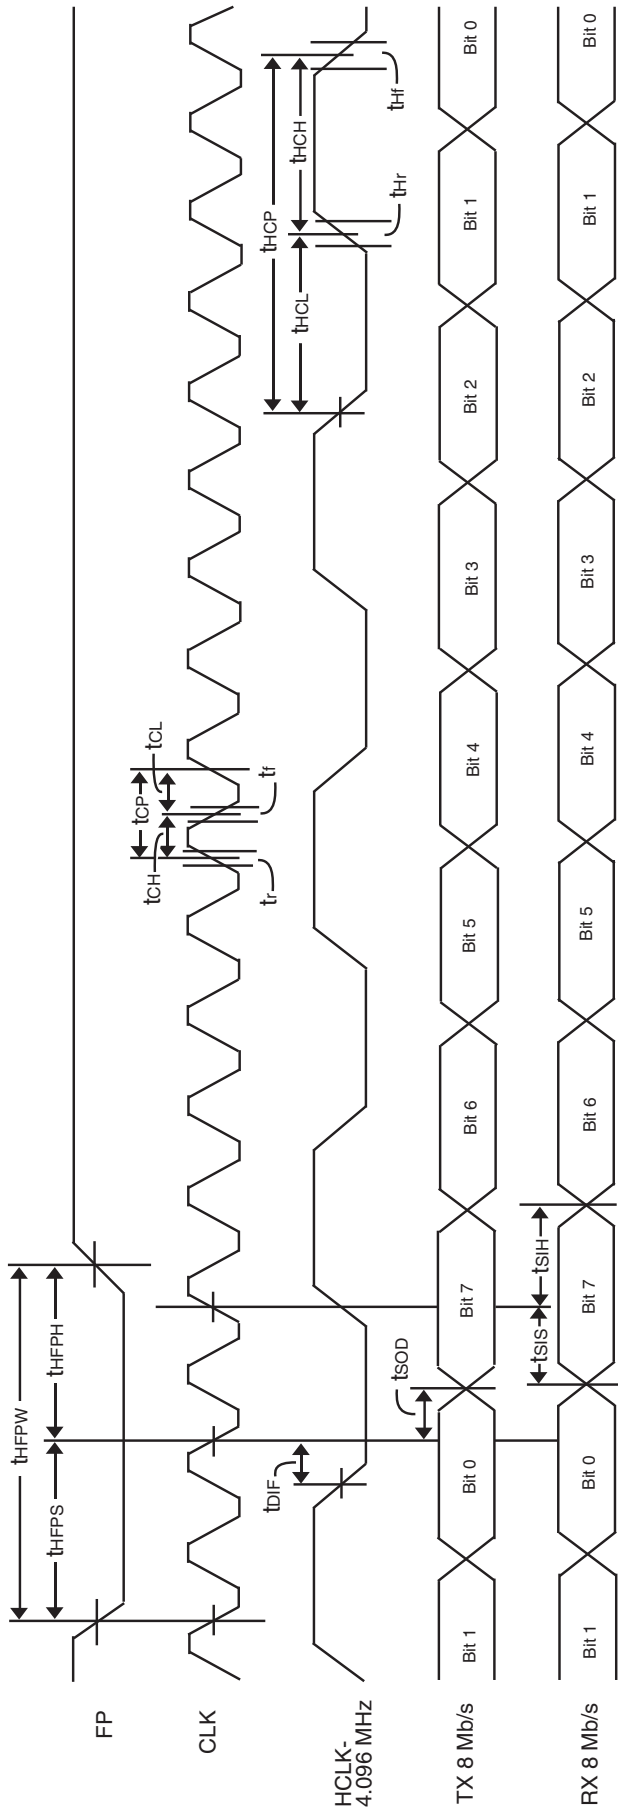 FP
tHFPW
tHFPS
tHFPH
CLK
tCH
tCP
tCL
tr
tf
HCLK-
4.096 MHz
tDIF
tHCP
tHCL
tHCH
tHr
tHf
TX 8 Mb/s
tSOD
Bit 1
Bit 0
Bit 7
Bit 6
Bit 5
Bit 4
Bit 3
Bit 2
Bit 1
Bit 0
RX 8 Mb/s
tSIS
tSIH
Bit 1
Bit 0
Bit 7
Bit 6
Bit 5
Bit 4
Bit 3
Bit 2
Bit 1
Bit 0